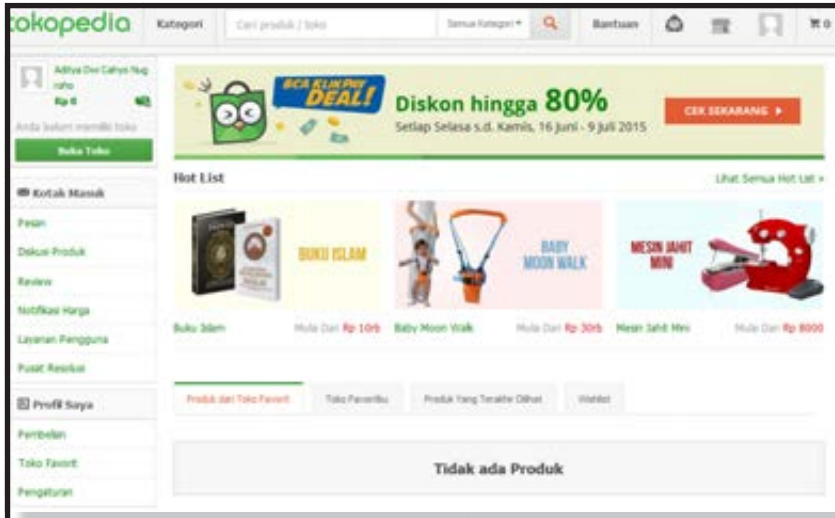 tokopedia
Kategori
Cari produk / toko
Semua Kategori
Bantuan
0
Aditya Dwi Cahyo Nug
raho
Rp 0
Anda belum memiliki toko
Buka Toko
BCA KLIKPAY
DEAL!
Diskon hingga 80%
Setiap Selasa s.d. Kamis, 16 Juni - 9 Juli 2015
CEK SEKARANG
Hot List
Lihat Semua Hot List »
Kotak Masuk
Pesan
Diskusi Produk
Review
Notifikasi Harga
Layanan Pengguna
Pusat Resolusi
BUKU ISLAM
BABY
MOON WALK
MESIN JAHIT
MINI
Buku Islam
Mulai Dari Rp 10rb
Baby Moon Walk
Mulai Dari Rp 30rb
Mesin Jahit Mini
Mulai Dari Rp 8000
Profil Saya
Pembelian
Toko Favorit
Pengaturan
Produk dari Toko Favorit
Toko Favoritku
Produk Yang Terakhir Dilihat
Wishlist
Tidak ada Produk